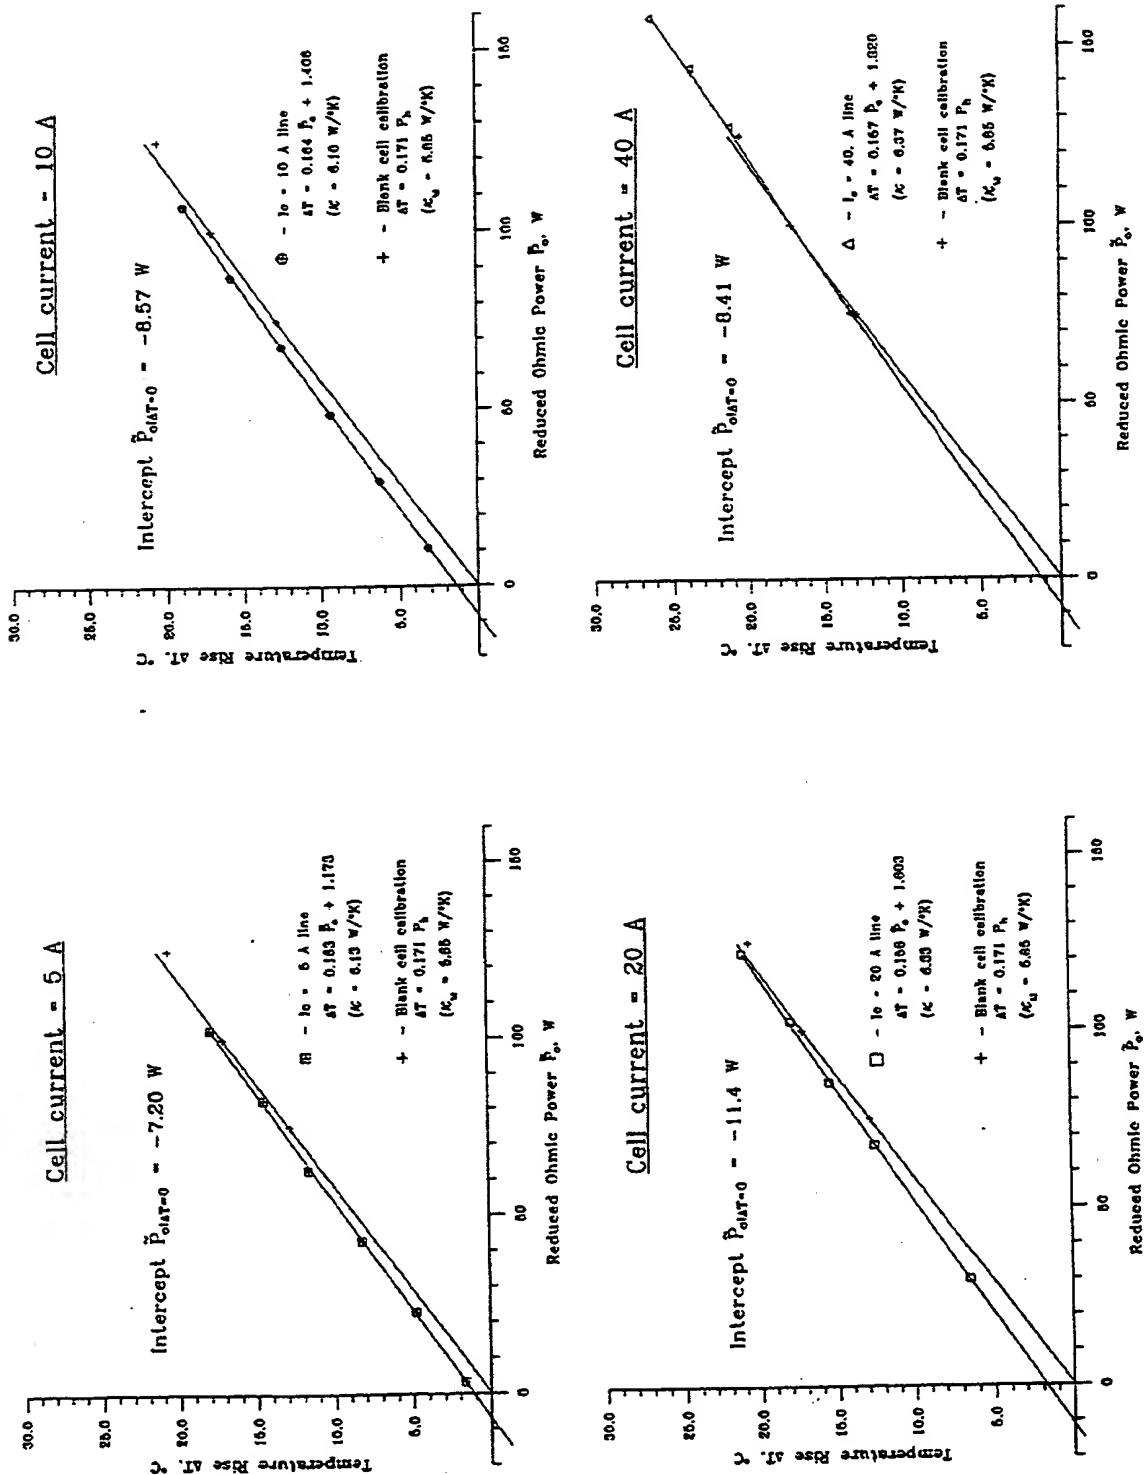 Cell current = 5 A
Intercept P̃o|ΔT=0 = -7.20 W
Temperature Rise ΔT, °C
30.0
25.0
20.0
15.0
10.0
5.0
0
50
100
150
Reduced Ohmic Power P̃o, W
⊞ - Io = 5 A line
ΔT = 0.163 P̃o + 1.173
(κ = 6.13 W/°K)
+ - Blank cell calibration
ΔT = 0.171 Ph
(κM = 5.85 W/°K)
Cell current = 10 A
Intercept P̃o|ΔT=0 = -8.57 W
Temperature Rise ΔT, °C
30.0
25.0
20.0
15.0
10.0
5.0
0
50
100
150
Reduced Ohmic Power P̃o, W
⊕ - Io = 10 A line
ΔT = 0.164 P̃o + 1.406
(κ = 6.10 W/°K)
+ - Blank cell calibration
ΔT = 0.171 Ph
(κM = 5.85 W/°K)
Cell current = 20 A
Intercept P̃o|ΔT=0 = -11.4 W
Temperature Rise ΔT, °C
30.0
25.0
20.0
15.0
10.0
5.0
0
50
100
150
Reduced Ohmic Power P̃o, W
□ - Io = 20 A line
ΔT = 0.158 P̃o + 1.803
(κ = 6.33 W/°K)
+ - Blank cell calibration
ΔT = 0.171 Ph
(κM = 5.85 W/°K)
Cell current = 40 A
Intercept P̃o|ΔT=0 = -8.41 W
Temperature Rise ΔT, °C
30.0
25.0
20.0
15.0
10.0
5.0
0
50
100
150
Reduced Ohmic Power P̃o, W
Δ - Io = 40. A line
ΔT = 0.157 P̃o + 1.320
(κ = 6.37 W/°K)
+ - Blank cell calibration
ΔT = 0.171 Ph
(κM = 5.85 W/°K)